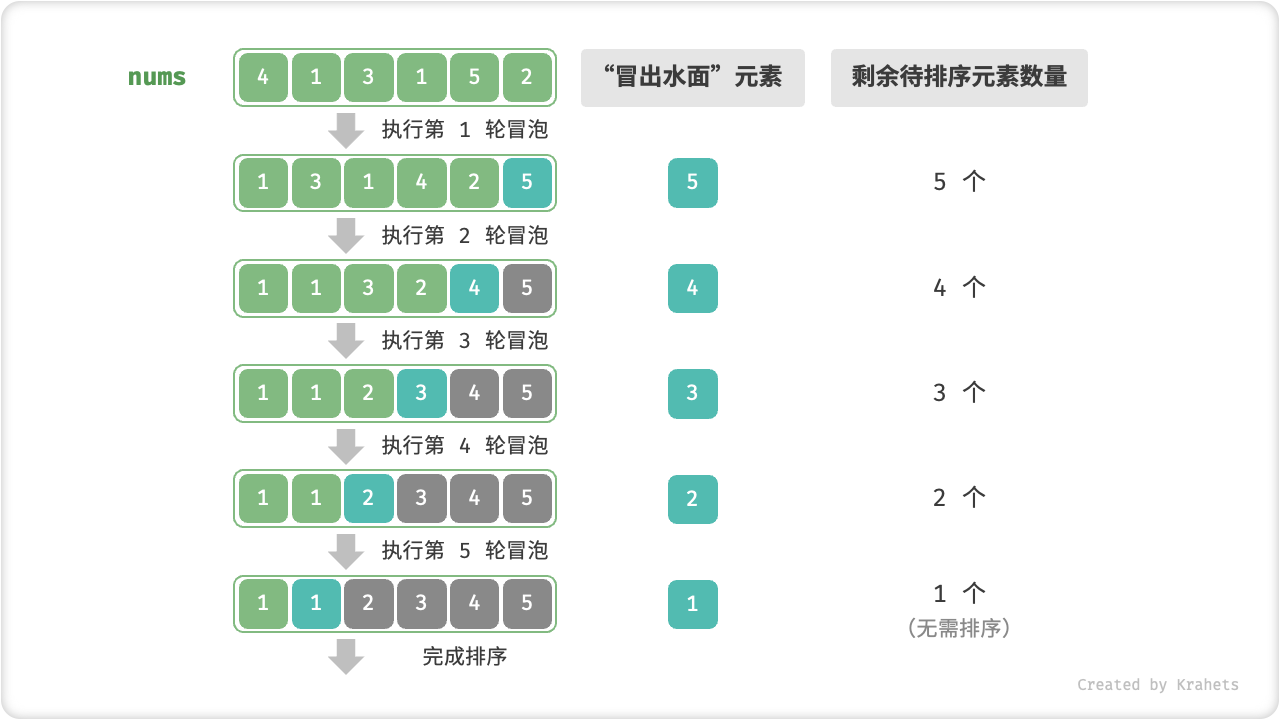 nums 4 1 3 1 5 2 “冒出水面”元素 剩余待排序元素数量
执行第 1 轮冒泡
1 3 1 4 2 5 5 5 个
执行第 2 轮冒泡
1 1 3 2 4 5 4 4 个
执行第 3 轮冒泡
1 1 2 3 4 5 3 3 个
执行第 4 轮冒泡
1 1 2 3 4 5 2 2 个
执行第 5 轮冒泡
1 1 2 3 4 5 1 1 个
（无需排序）
完成排序
Created by Krahets